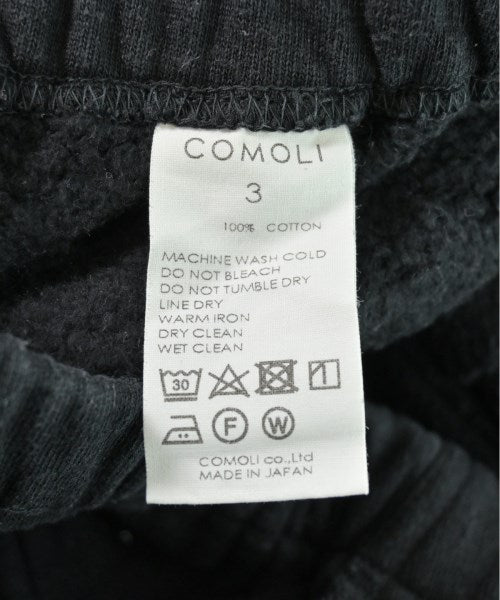 COMOLI
3
100% COTTON
MACHINE WASH COLD
DO NOT BLEACH
DO NOT TUMBLE DRY
LINE DRY
WARM IRON
DRY CLEAN
WET CLEAN
30
F W
COMOLI co.,Ltd
MADE IN JAPAN